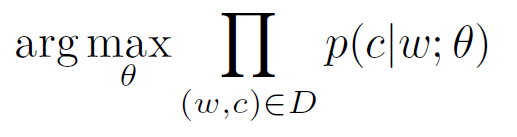 arg max_θ ∏_{(w,c)∈D} p(c|w; θ)